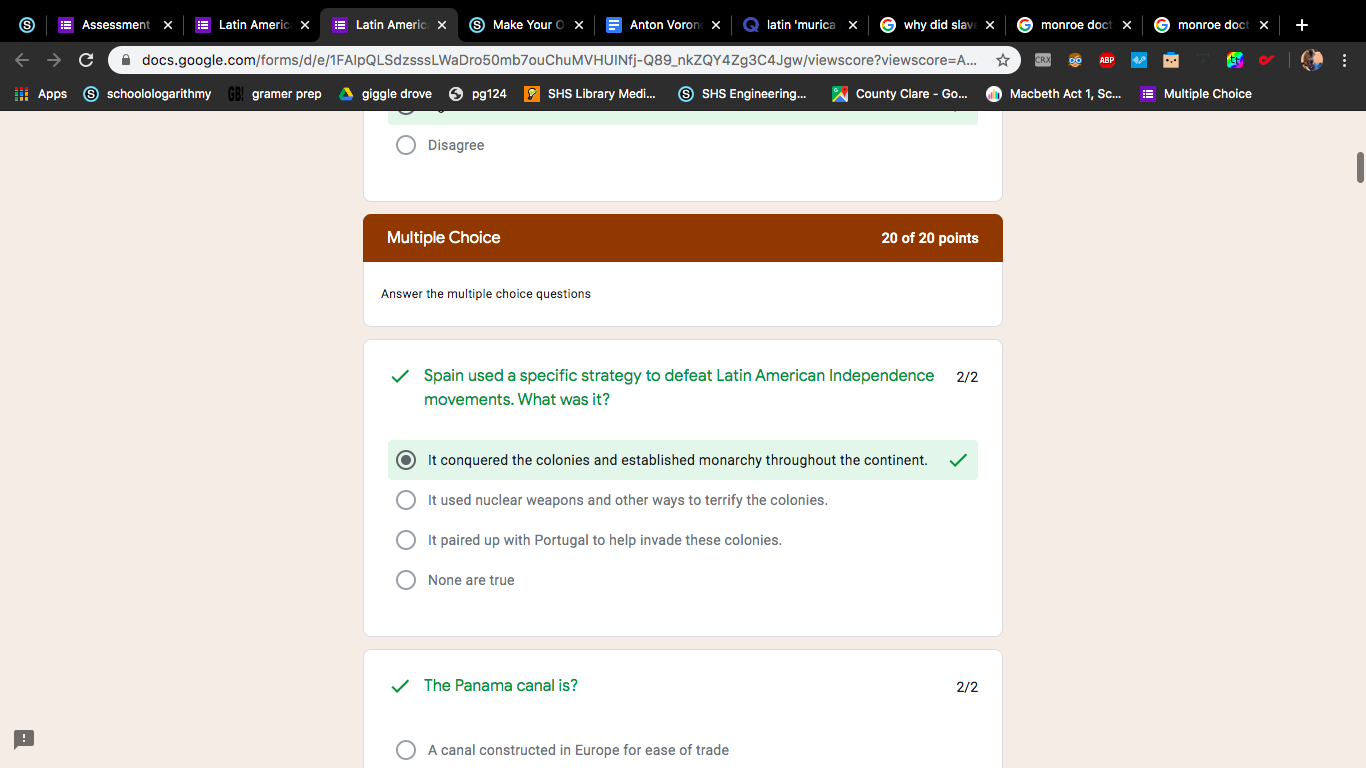 Assessment
Latin Americ
Latin Americ
Make Your O
Anton Voron
latin 'murica
why did slav
monroe doct
monroe doct
docs.google.com/forms/d/e/1FAIpQLSdzsssLWaDro50mb7ouChuMVHUINfj-Q89_nkZQY4Zg3C4Jgw/viewscore?viewscore=A...
CRX
ABP
Apps
schoolologarithmy
GB!
gramer prep
giggle drove
pg124
SHS Library Medi...
SHS Engineering...
County Clare - Go...
Macbeth Act 1, Sc...
Multiple Choice
Disagree
Multiple Choice
20 of 20 points
Answer the multiple choice questions
Spain used a specific strategy to defeat Latin American Independence
movements. What was it?
2/2
It conquered the colonies and established monarchy throughout the continent.
It used nuclear weapons and other ways to terrify the colonies.
It paired up with Portugal to help invade these colonies.
None are true
The Panama canal is?
2/2
A canal constructed in Europe for ease of trade